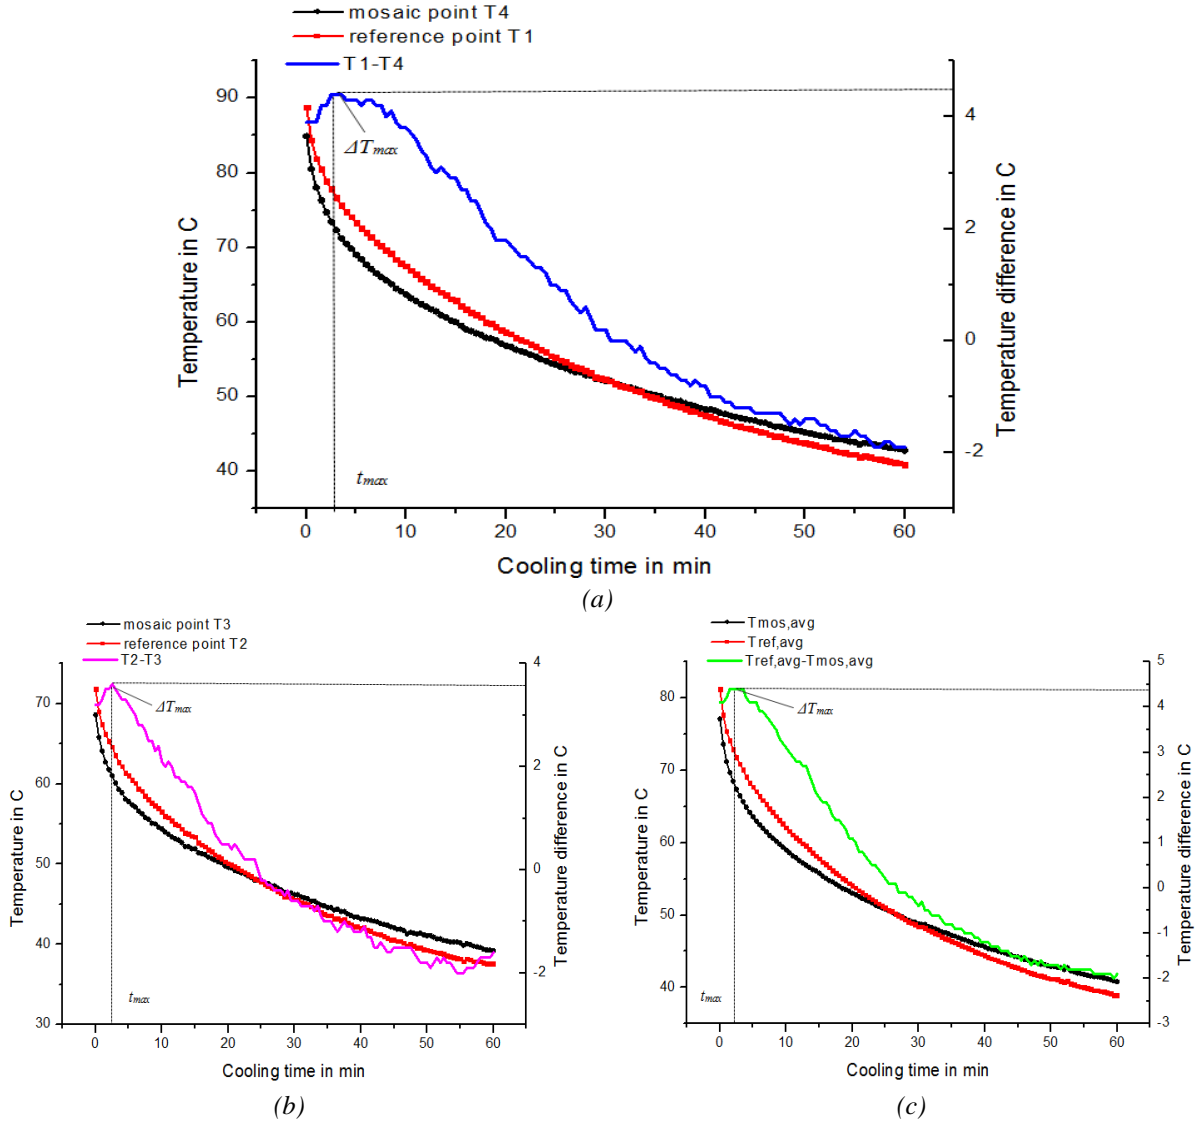 mosaic point T4
reference point T1
T1-T4
90
80
70
60
50
40
4
2
0
-2
ΔTmax
tmax
Temperature in C
Temperature difference in C
0 10 20 30 40 50 60
Cooling time in min
(a)
mosaic point T3
reference point T2
T2-T3
70
60
50
40
30
4
2
0
-2
ΔTmax
tmax
Temperature in C
Temperature difference in C
0 10 20 30 40 50 60
Cooling time in min
(b)
Tmos,avg
Tref,avg
Tref,avg-Tmos,avg
80
70
60
50
40
5
4
3
2
1
0
-1
-2
-3
ΔTmax
tmax
Temperature in C
Temperature difference in C
0 10 20 30 40 50 60
Cooling time in min
(c)